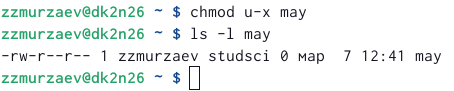 zzmurzaev@dk2n26 ~ $ chmod u-x may
zzmurzaev@dk2n26 ~ $ ls -l may
-rw-r--r-- 1 zzmurzaev studsci 0 мар  7 12:41 may
zzmurzaev@dk2n26 ~ $